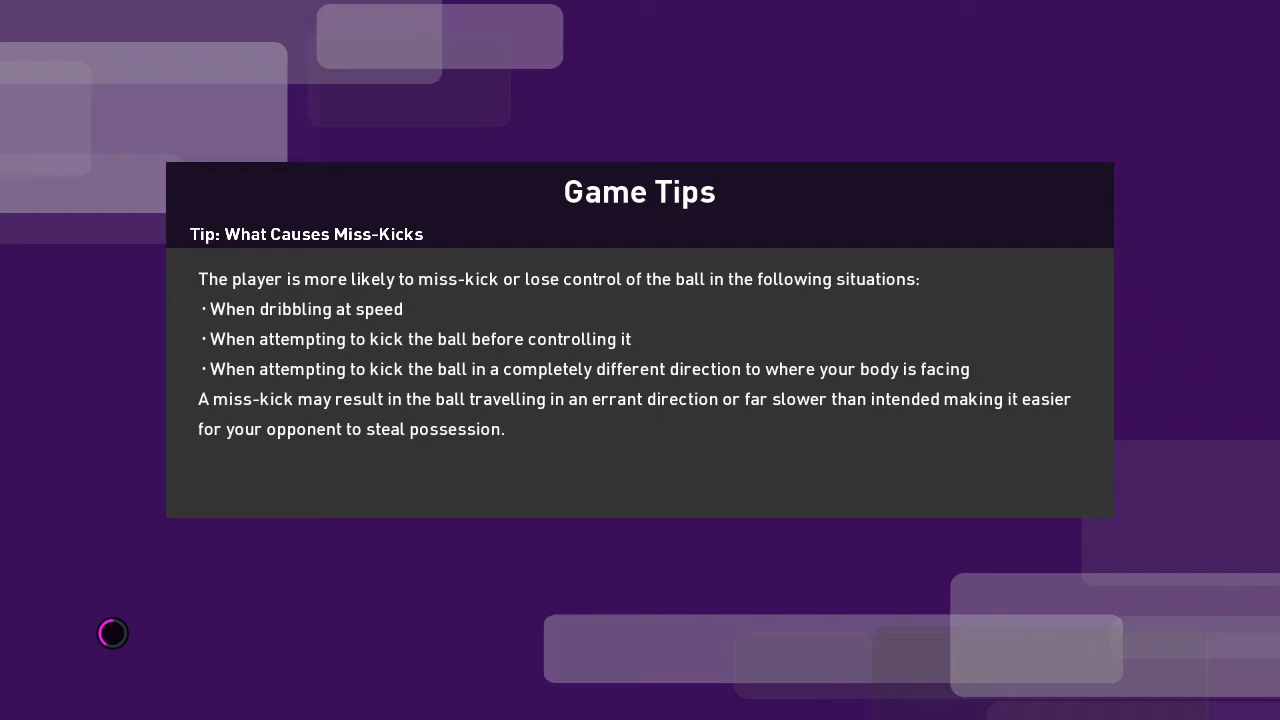 Game Tips
Tip: What Causes Miss-Kicks
The player is more likely to miss-kick or lose control of the ball in the following situations:
・When dribbling at speed
・When attempting to kick the ball before controlling it
・When attempting to kick the ball in a completely different direction to where your body is facing
A miss-kick may result in the ball travelling in an errant direction or far slower than intended making it easier
for your opponent to steal possession.